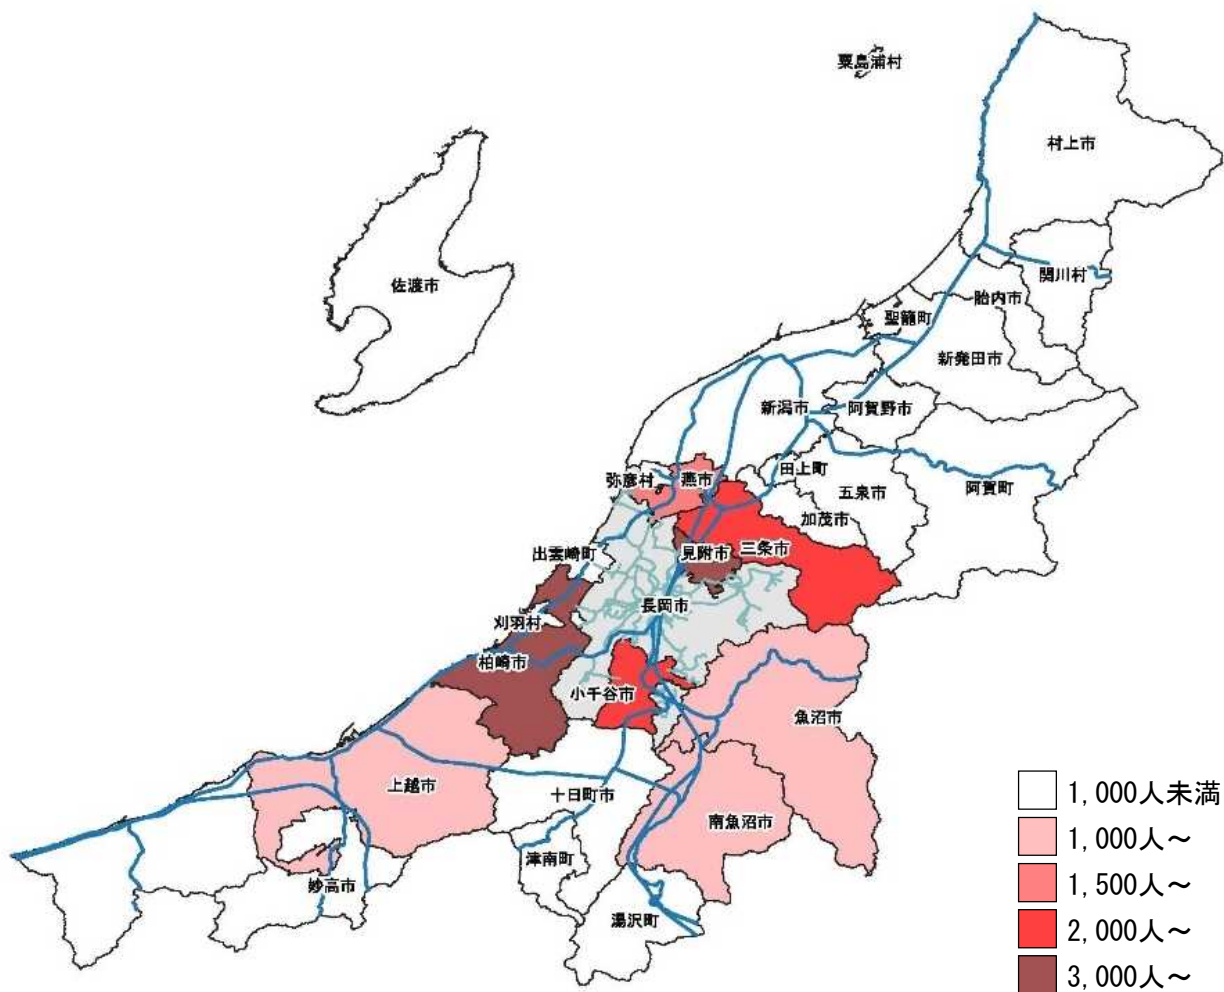 粟島浦村
村上市
佐渡市
関川村
胎内市
聖籠町
新発田市
新潟市
阿賀野市
弥彦村
燕市
田上町
五泉市
阿賀町
加茂市
出雲崎町
見附市
三条市
長岡市
刈羽村
柏崎市
小千谷市
魚沼市
上越市
十日町市
南魚沼市
津南町
妙高市
湯沢町
1,000人未満
1,000人～
1,500人～
2,000人～
3,000人～